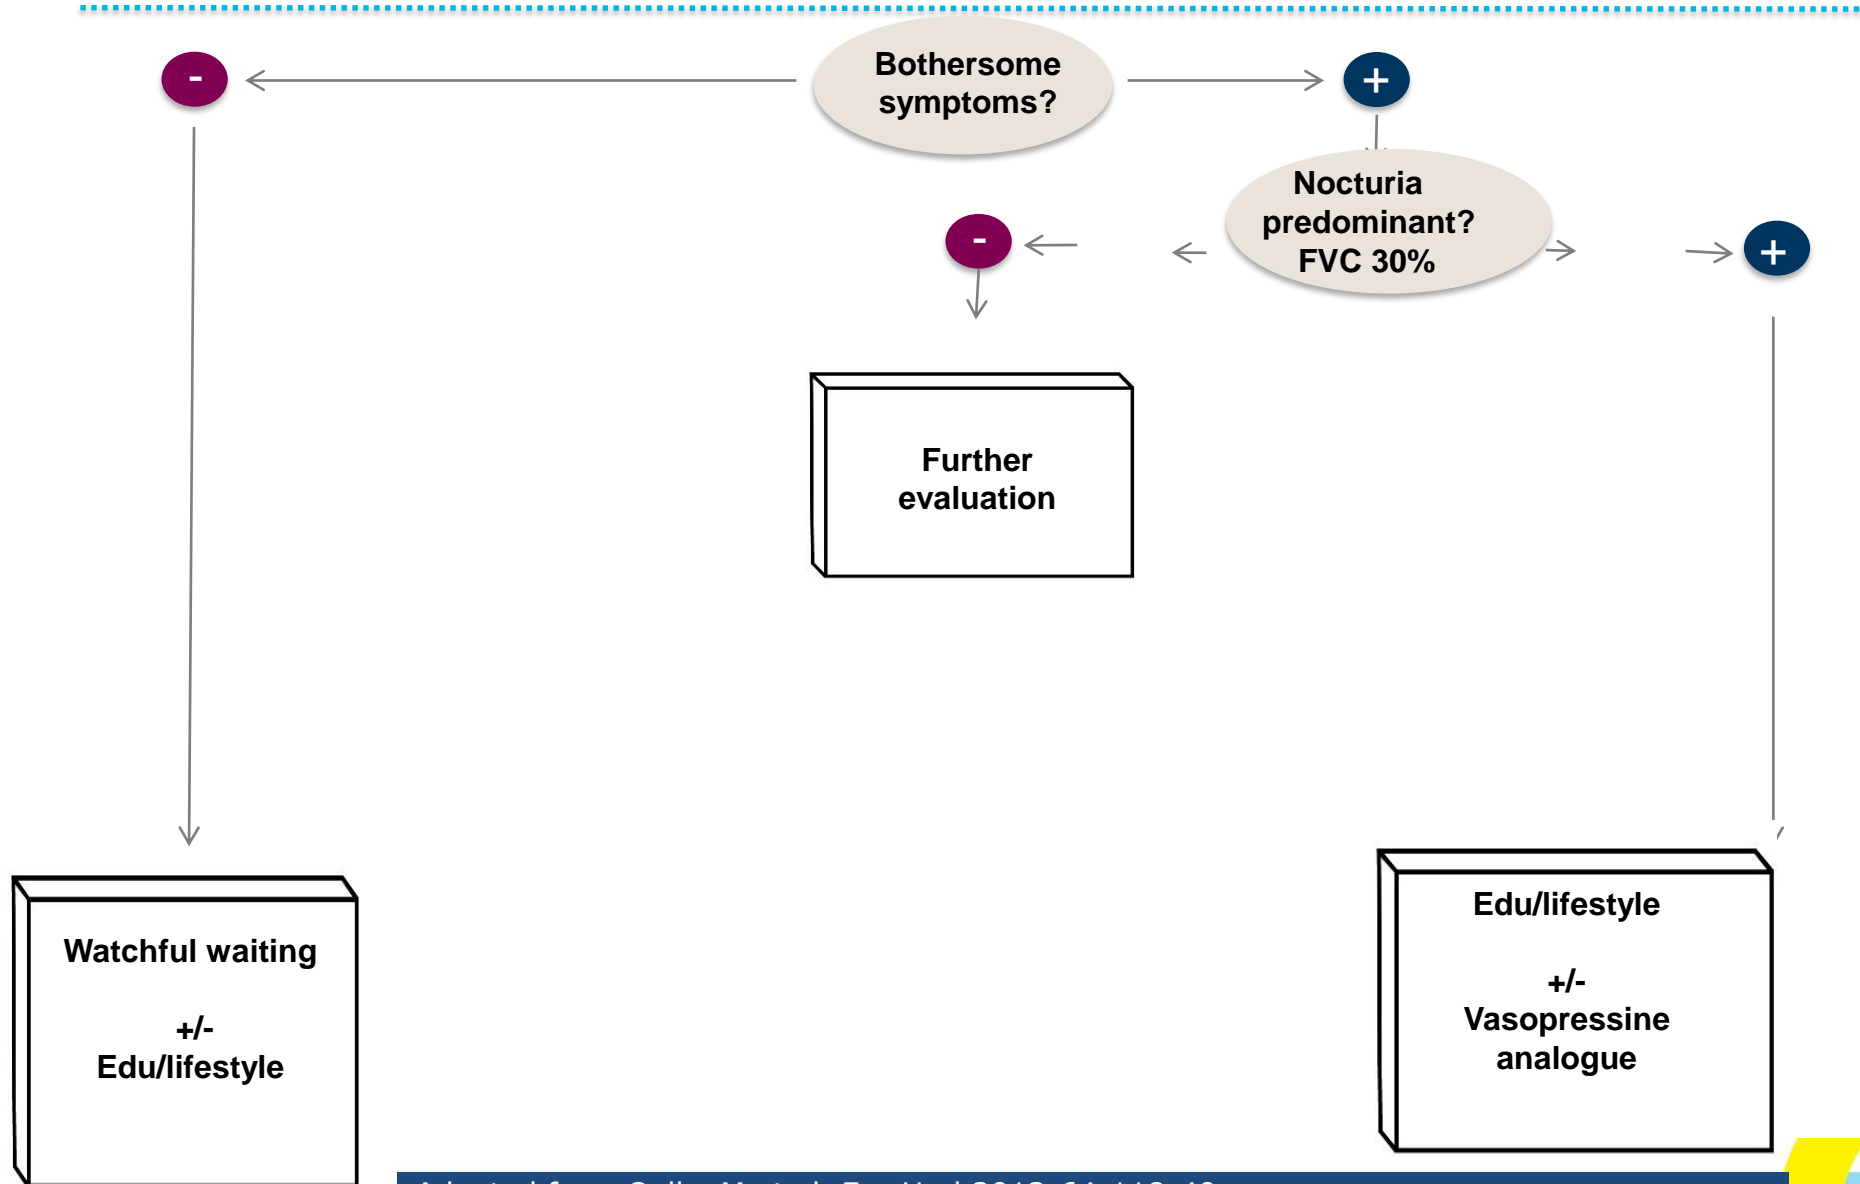 Bothersome
symptoms?
-
+
Nocturia
predominant?
FVC 30%
-
+
Further
evaluation
Watchful waiting
+/-
Edu/lifestyle
Edu/lifestyle
+/-
Vasopressine
analogue